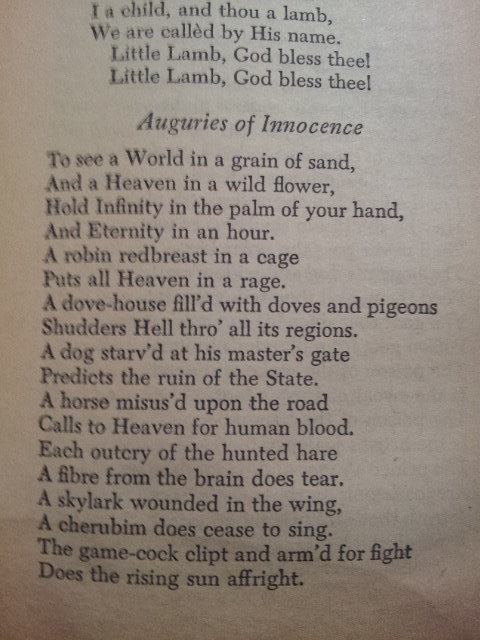 I a child, and thou a lamb,
We are callèd by His name.
Little Lamb, God bless thee!
Little Lamb, God bless thee!
Auguries of Innocence
To see a World in a grain of sand,
And a Heaven in a wild flower,
Hold Infinity in the palm of your hand,
And Eternity in an hour.
A robin redbreast in a cage
Puts all Heaven in a rage.
A dove-house fill'd with doves and pigeons
Shudders Hell thro' all its regions.
A dog starv'd at his master's gate
Predicts the ruin of the State.
A horse misus'd upon the road
Calls to Heaven for human blood.
Each outcry of the hunted hare
A fibre from the brain does tear.
A skylark wounded in the wing,
A cherubim does cease to sing.
The game-cock clipt and arm'd for fight
Does the rising sun affright.